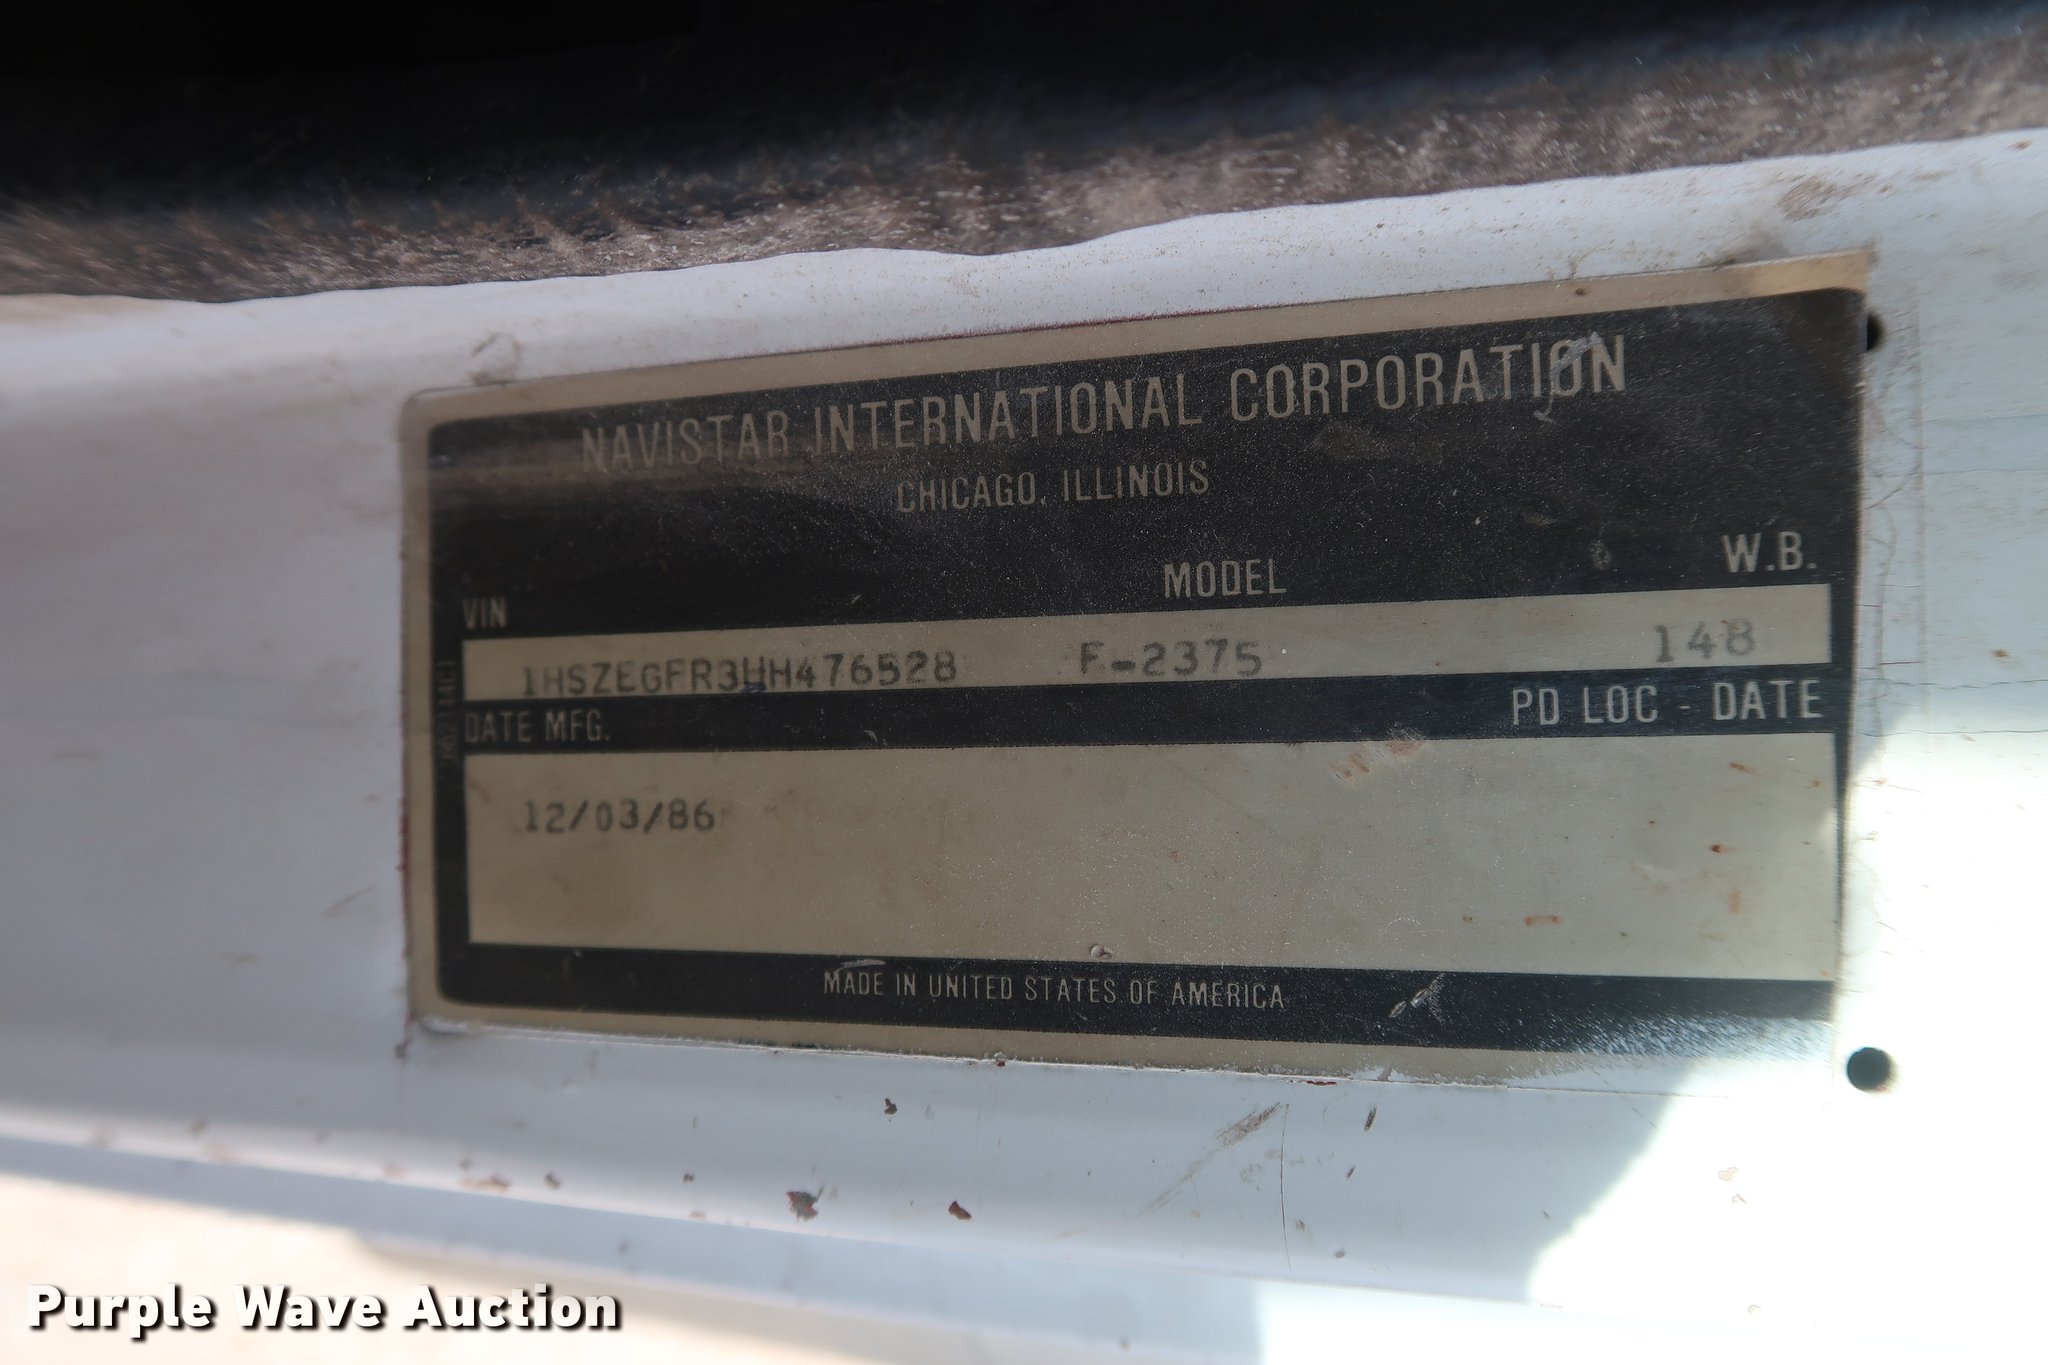 NAVISTAR INTERNATIONAL CORPORATION
CHICAGO, ILLINOIS
VIN MODEL W.B.
1HSZEGFR3HH476528 F-2375 148
DATE MFG. PD LOC - DATE
12/03/86
MADE IN UNITED STATES OF AMERICA
Purple Wave Auction